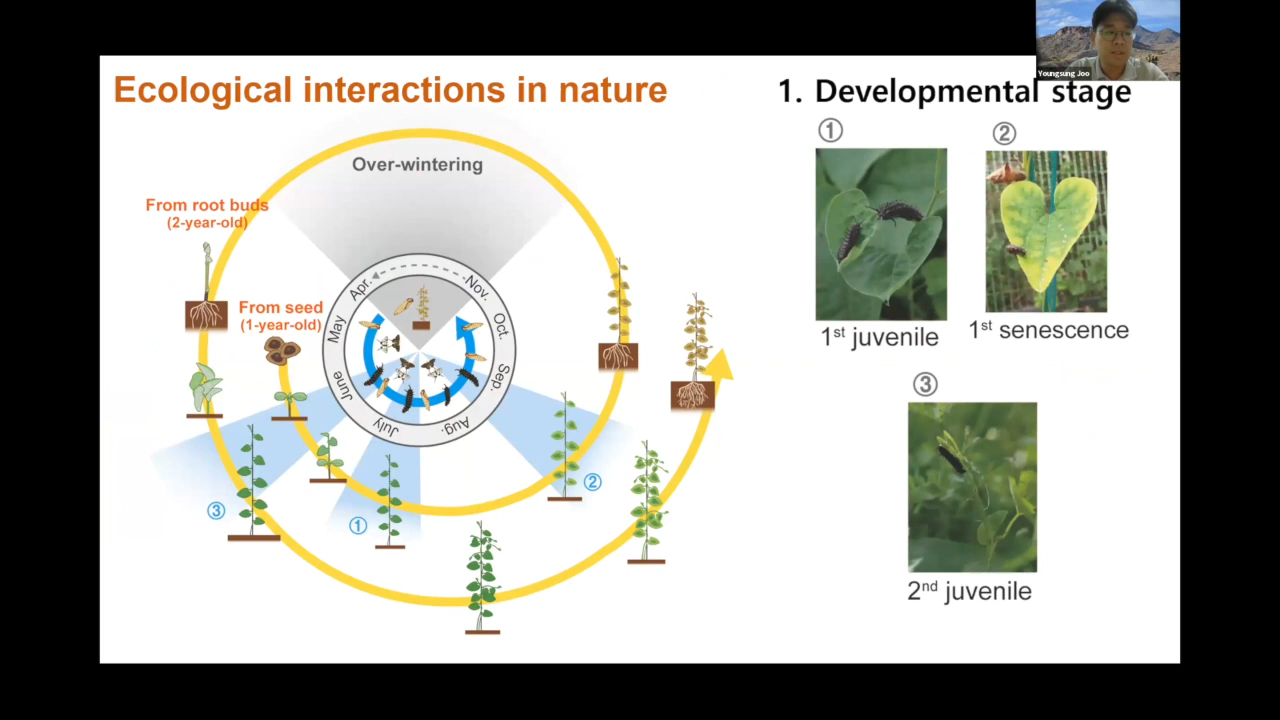 Youngsung Joo
Ecological interactions in nature
1. Developmental stage
Over-wintering
From root buds
(2-year-old)
From seed
(1-year-old)
Apr.
May
June
July
Aug.
Sep.
Oct.
Nov.
③
①
②
①
1st juvenile
②
1st senescence
③
2nd juvenile